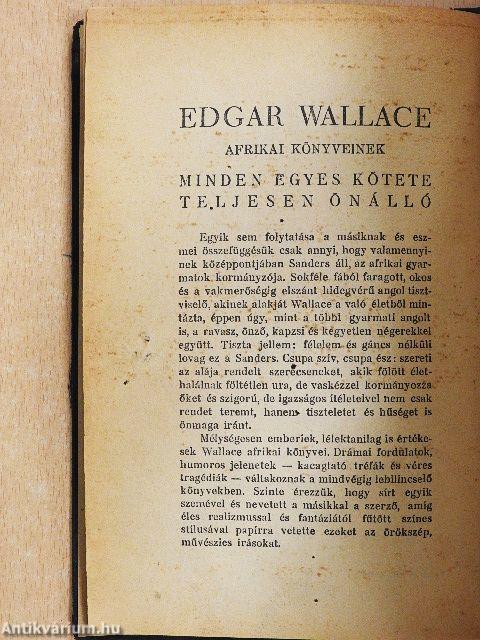 EDGAR WALLACE
AFRIKAI KÖNYVEINEK
MINDEN EGYES KÖTETE
TELJESEN ÖNÁLLÓ
Egyik sem folytatása a másiknak és esz-
mei összefüggésük csak annyi, hogy valamennyi-
nek középpontjában Sanders áll, az afrikai gyar-
matok kormányzója. Sokféle fából faragott, okos
és a vakmerőségig elszánt hidegvérű angol tiszt-
viselő, akinek alakját Wallace a való életből min-
tázta, éppen úgy, mint a többi gyarmati angolt
is, a ravasz, önző, kapzsi és kegyetlen négerekkel
együtt. Tiszta jellem: félelem és gáncs nélküli
lovag ez a Sanders. Csupa szív, csupa ész: szereti
az alája rendelt szerecsencket, akik fölött élet-
halálnak föltétlen ura, de vaskézzel kormányozza
őket és szigorú, de igazságos ítéleteivel nem csak
rendet teremt, hanem tiszteletet és hűséget is
önmaga iránt.
Mélységesen emberiek, lélektanilag is értéke-
sek Wallace afrikai könyvei. Drámai fordulatok,
humoros jelenetek — kacagtató tréfák és véres
tragédiák — váltakoznak a mindvégig lebilincselő
könyvekben. Szinte érezzük, hogy sírt egyik
szemével és nevetett a másikkal a szerző, amíg
éles realizmussal és fantáziától fűtött színes
stílusával papírra vetette ezeket az örökszép,
művészies írásokat.
Antikvárium.hu